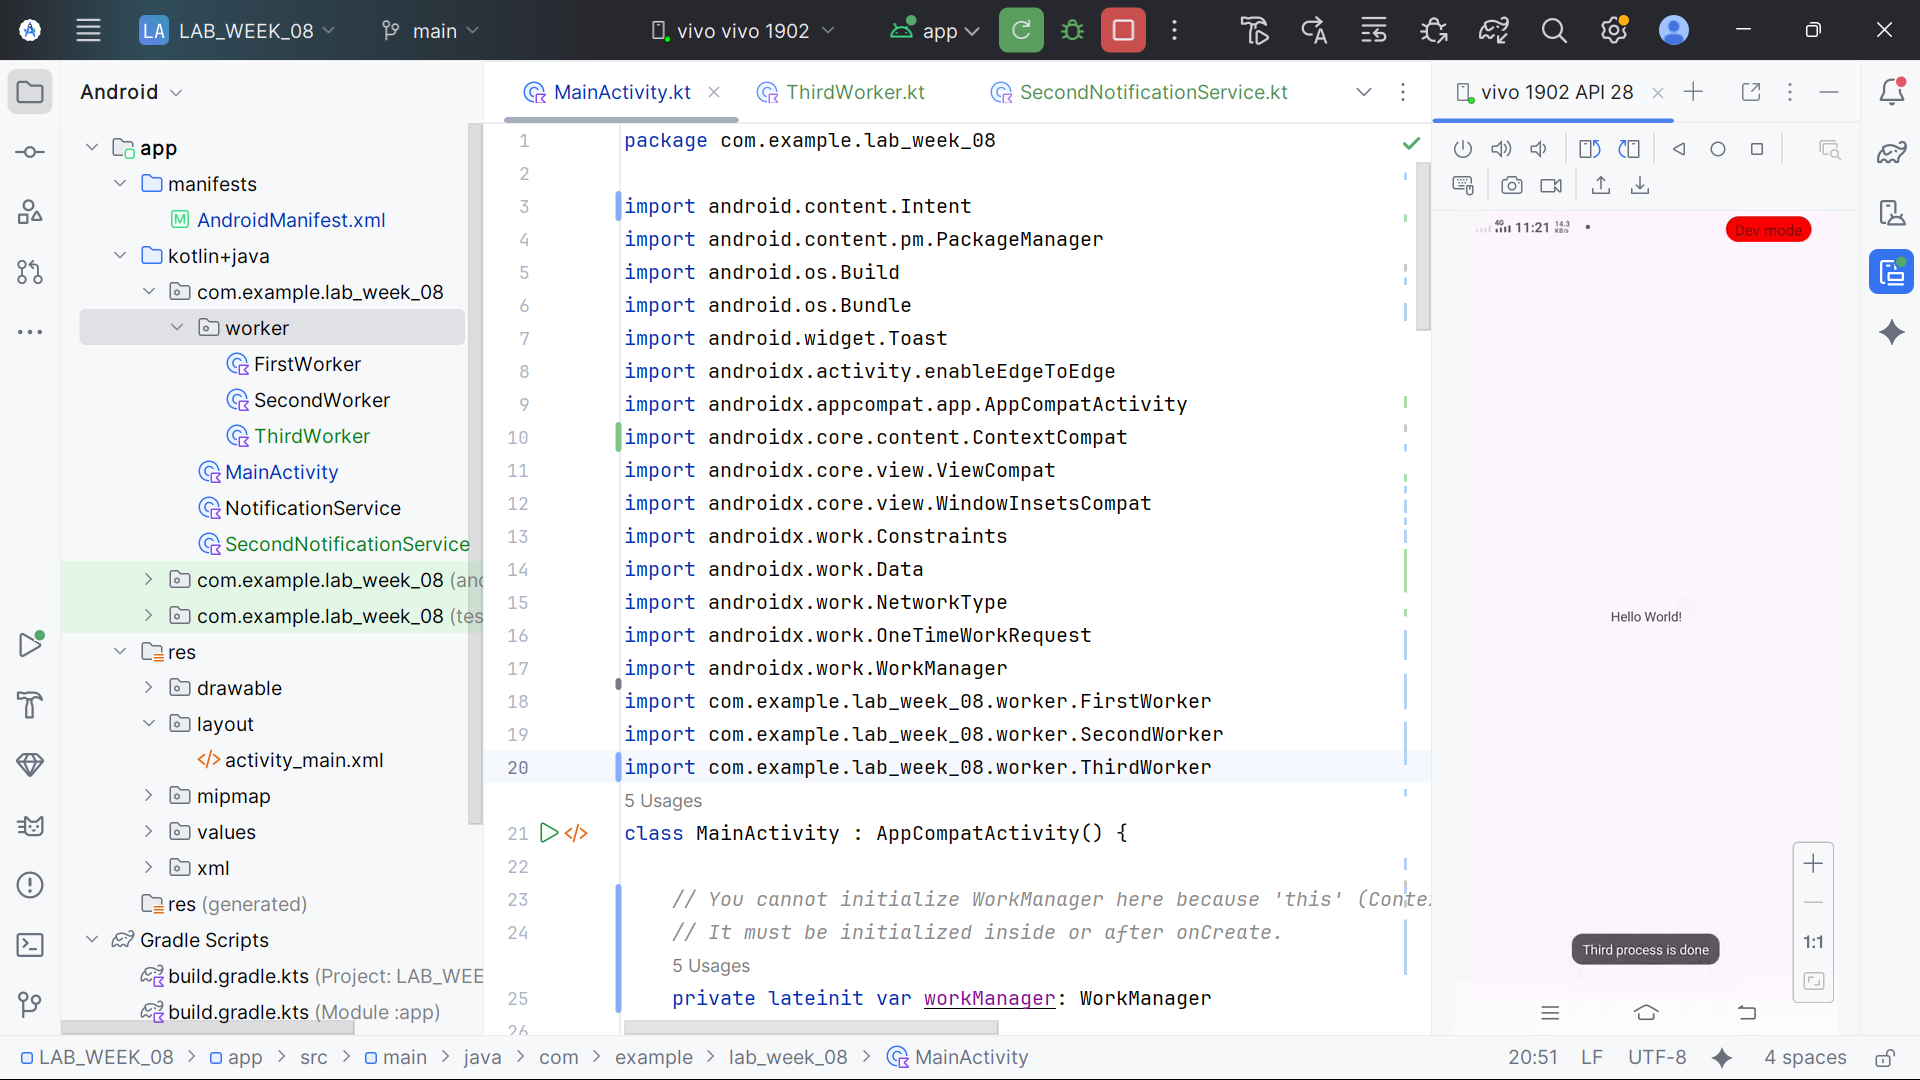 LA LAB_WEEK_08 main vivo vivo 1902 app
Android
MainActivity.kt ThirdWorker.kt SecondNotificationService.kt
vivo 1902 API 28
app
manifests
AndroidManifest.xml
kotlin+java
com.example.lab_week_08
worker
FirstWorker
SecondWorker
ThirdWorker
MainActivity
NotificationService
SecondNotificationService
com.example.lab_week_08 (and
com.example.lab_week_08 (tes
res
drawable
layout
activity_main.xml
mipmap
values
xml
res (generated)
Gradle Scripts
build.gradle.kts (Project: LAB_WEE
build.gradle.kts (Module :app)
1 package com.example.lab_week_08
2
3 import android.content.Intent
4 import android.content.pm.PackageManager
5 import android.os.Build
6 import android.os.Bundle
7 import android.widget.Toast
8 import androidx.activity.enableEdgeToEdge
9 import androidx.appcompat.app.AppCompatActivity
10 import androidx.core.content.ContextCompat
11 import androidx.core.view.ViewCompat
12 import androidx.core.view.WindowInsetsCompat
13 import androidx.work.Constraints
14 import androidx.work.Data
15 import androidx.work.NetworkType
16 import androidx.work.OneTimeWorkRequest
17 import androidx.work.WorkManager
18 import com.example.lab_week_08.worker.FirstWorker
19 import com.example.lab_week_08.worker.SecondWorker
20 import com.example.lab_week_08.worker.ThirdWorker
5 Usages
21 class MainActivity : AppCompatActivity() {
22
23 // You cannot initialize WorkManager here because 'this' (Conte
24 // It must be initialized inside or after onCreate.
5 Usages
25 private lateinit var workManager: WorkManager
26
4G 11:21 14.3 KB/s
Dev mode
Hello World!
Third process is done
1:1
LAB_WEEK_08 > app > src > main > java > com > example > lab_week_08 > MainActivity
20:51 LF UTF-8 4 spaces